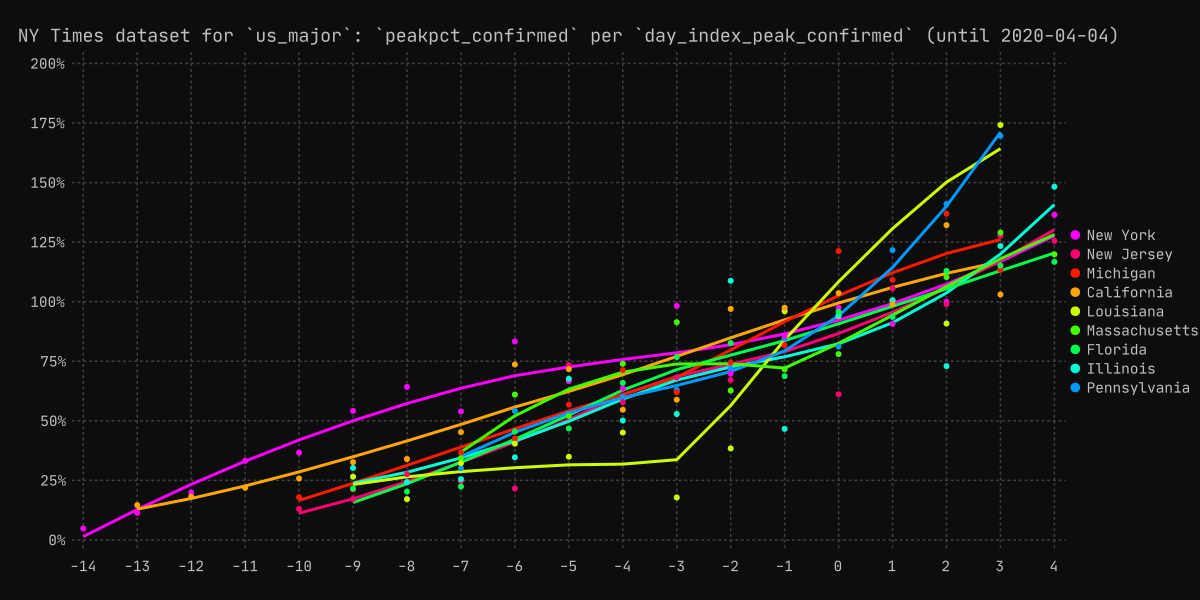 NY Times dataset for `us_major`: `peakpct_confirmed` per `day_index_peak_confirmed` (until 2020-04-04)
200%
175%
150%
125%
100%
75%
50%
25%
0%
-14 -13 -12 -11 -10 -9 -8 -7 -6 -5 -4 -3 -2 -1 0 1 2 3 4
New York
New Jersey
Michigan
California
Louisiana
Massachusetts
Florida
Illinois
Pennsylvania